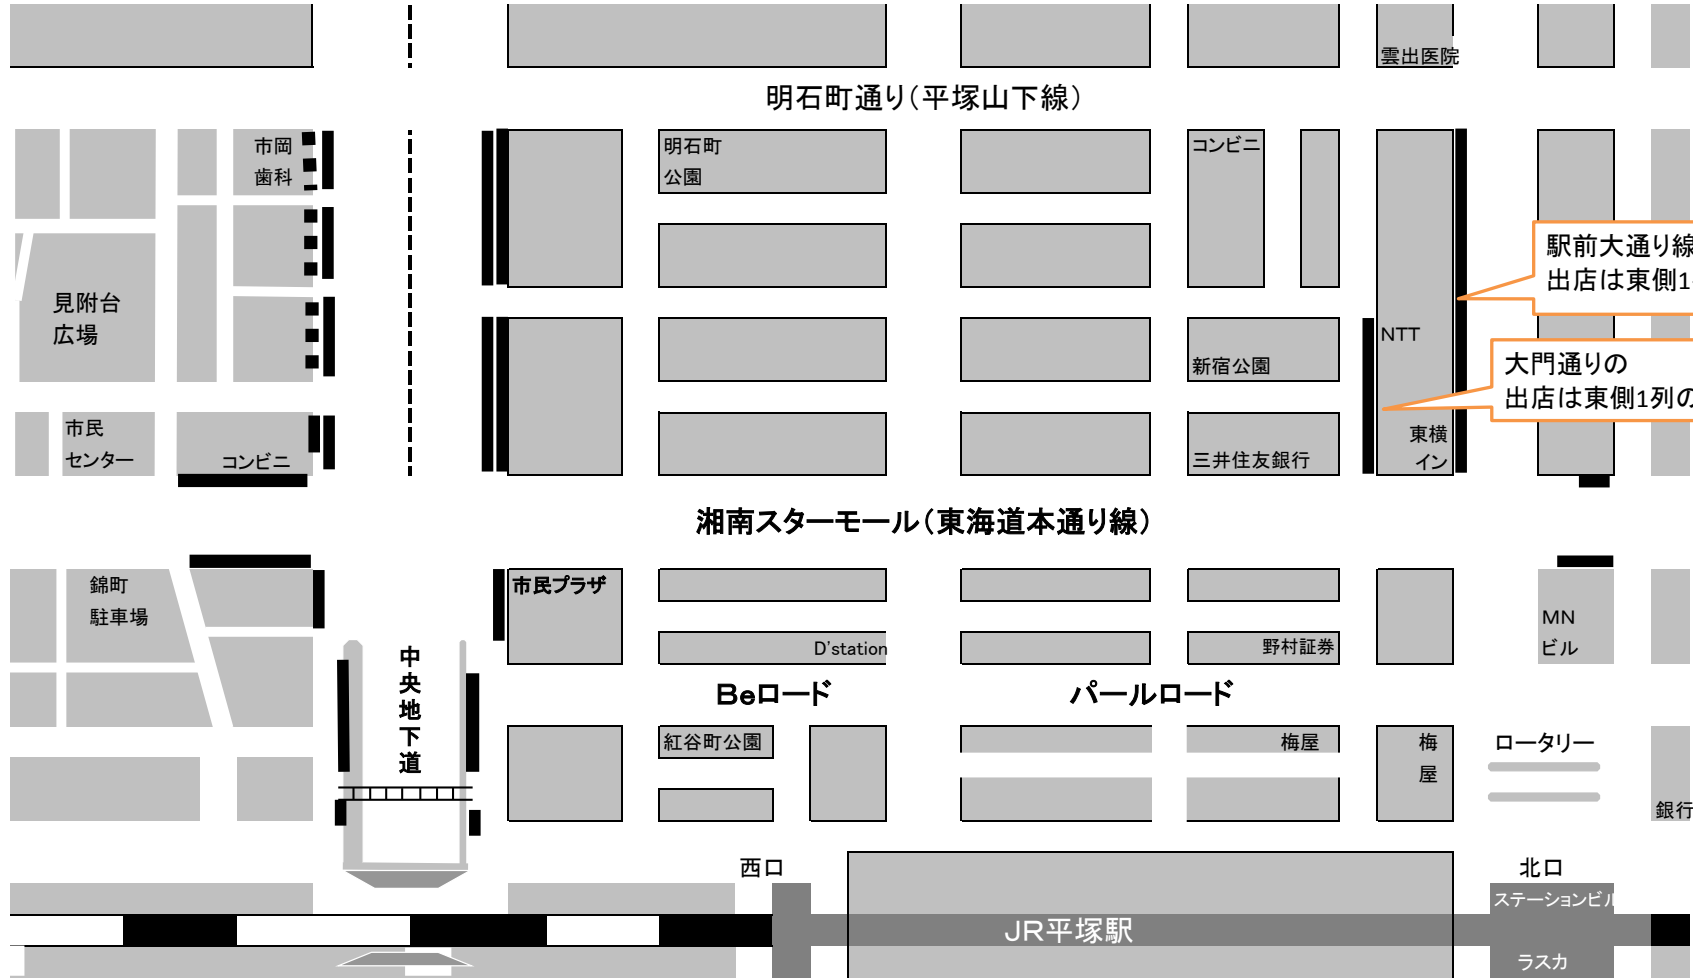 雲出医院
明石町通り（平塚山下線）
市岡
歯科
明石町
公園
コンビニ
駅前大通り線
出店は東側1
見附台
広場
NTT
新宿公園
大門通りの
出店は東側1列の
市民
センター
コンビニ
三井住友銀行
東横
イン
湘南スターモール（東海道本通り線）
錦町
駐車場
市民プラザ
MN
ビル
D'station
野村証券
中央地下道
Beロード
パールロード
紅谷町公園
梅屋
梅
屋
ロータリー
銀行
西口
北口
ステーションビル
JR平塚駅
ラスカ